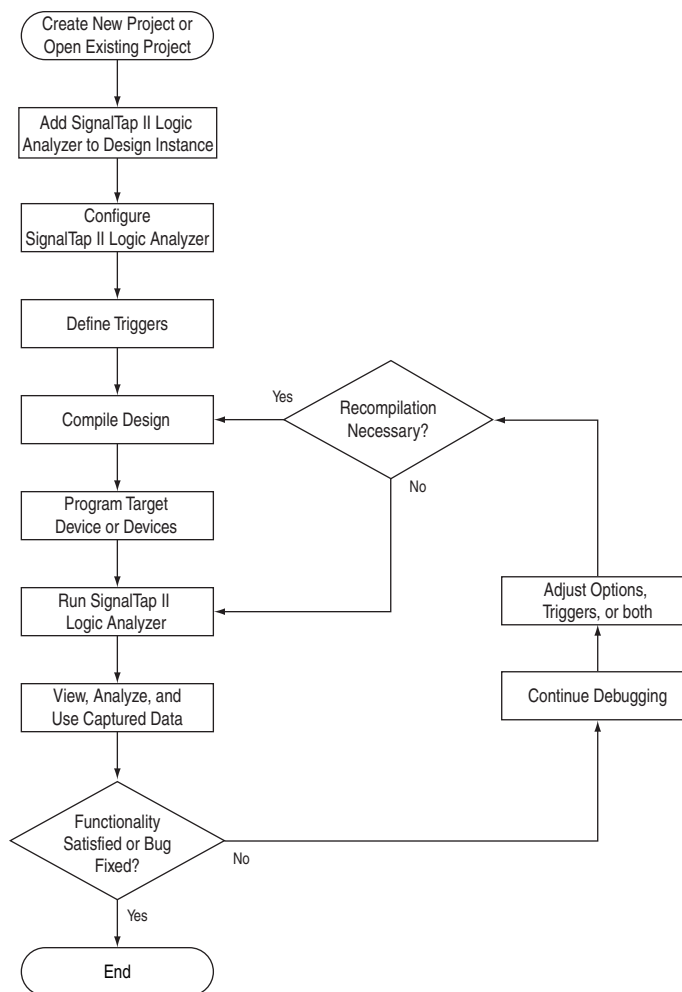 Create New Project or
Open Existing Project
Add SignalTap II Logic
Analyzer to Design Instance
Configure
SignalTap II Logic Analyzer
Define Triggers
Yes
Recompilation
Necessary?
Compile Design
No
Program Target
Device or Devices
Run SignalTap II
Logic Analyzer
Adjust Options,
Triggers, or both
View, Analyze, and
Use Captured Data
Continue Debugging
Functionality
Satisfied or Bug
Fixed?
No
Yes
End